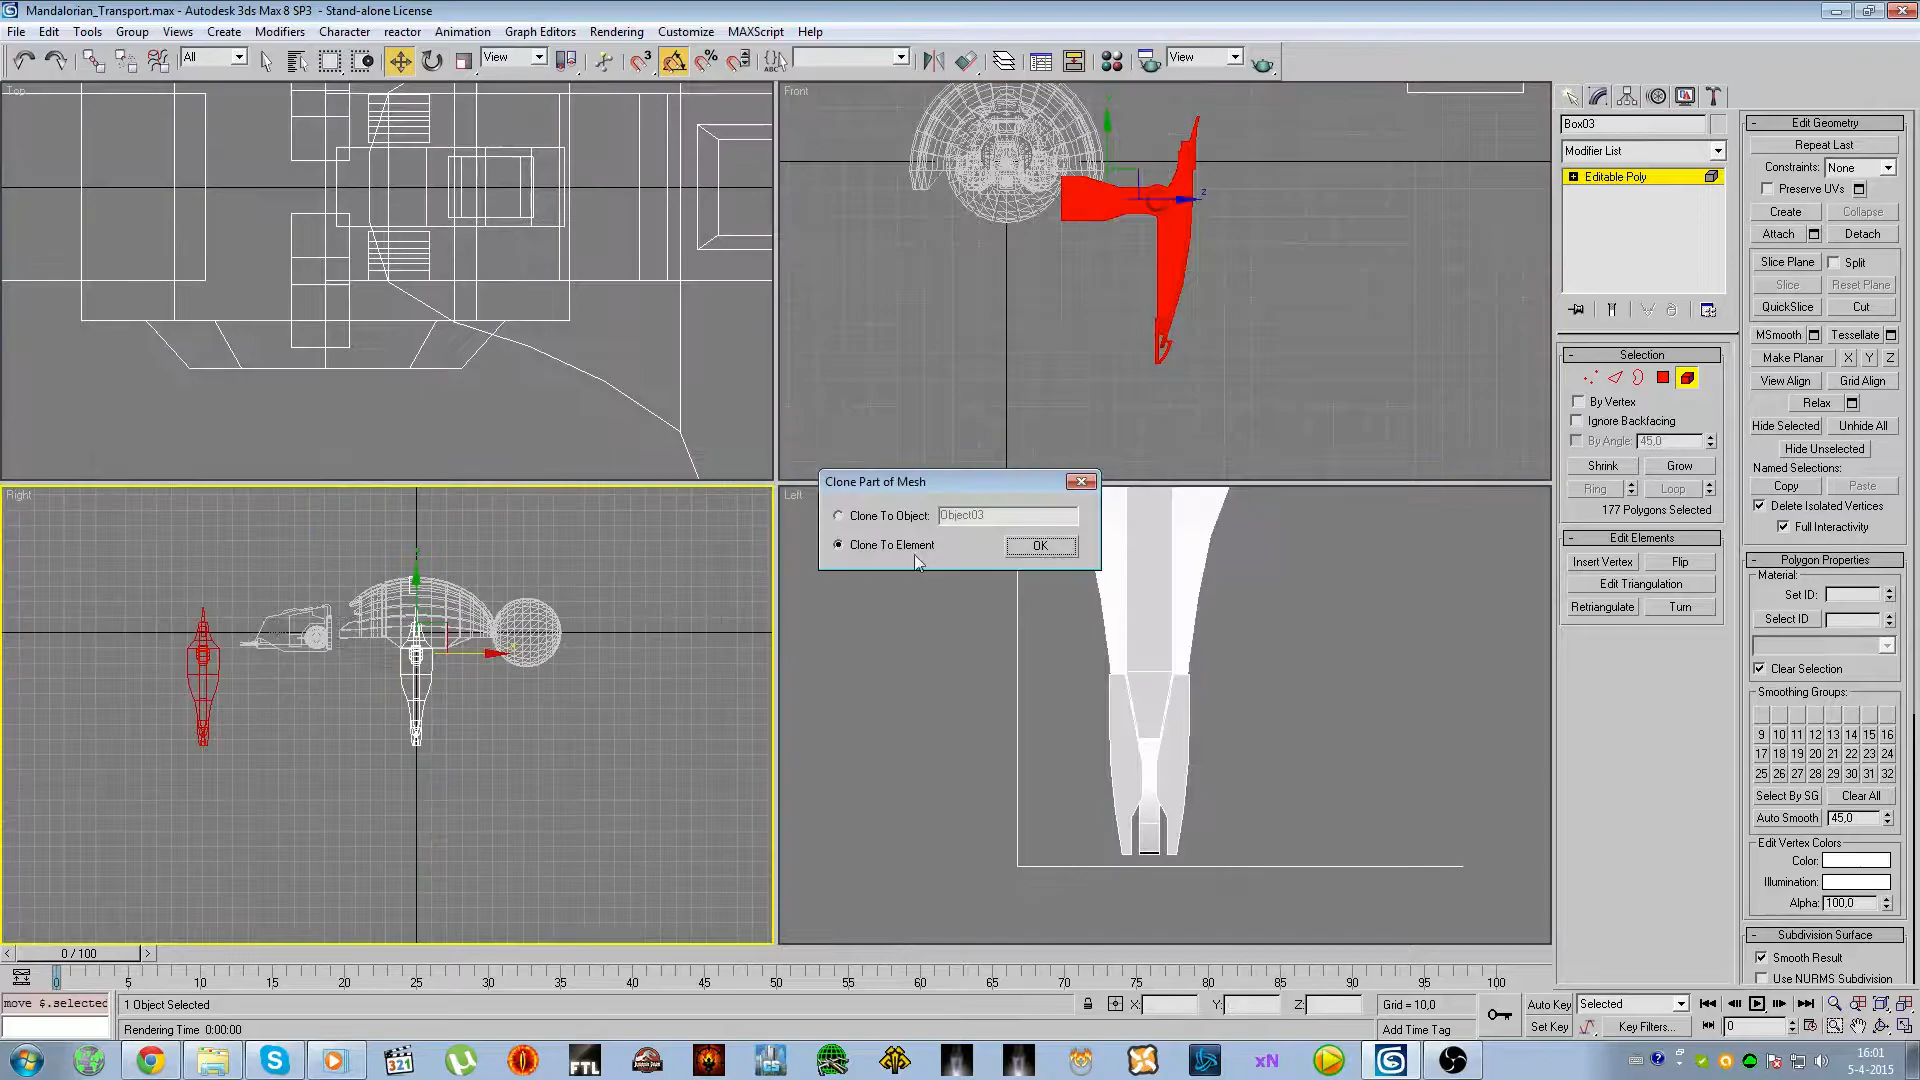 Mandalorian_Transport.max - Autodesk 3ds Max 8 SP3 - Stand-alone License
File Edit Tools Group Views Create Modifiers Character reactor Animation Graph Editors Rendering Customize MAXScript Help
All View View
Top
Front
Right
Left
Box03
Modifier List
Editable Poly
Selection
By Vertex
Ignore Backfacing
By Angle: 45,0
Shrink Grow
Ring Loop
177 Polygons Selected
Edit Elements
Insert Vertex Flip
Edit Triangulation
Retriangulate Turn
Edit Geometry
Repeat Last
Constraints: None
Preserve UVs
Create Collapse
Attach Detach
Slice Plane Split
Slice Reset Plane
QuickSlice Cut
MSmooth Tessellate
Make Planar X Y Z
View Align Grid Align
Relax
Hide Selected Unhide All
Hide Unselected
Named Selections:
Copy Paste
Delete Isolated Vertices
Full Interactivity
Polygon Properties
Material:
Set ID:
Select ID
Clear Selection
Smoothing Groups:
9 10 11 12 13 14 15 16
17 18 19 20 21 22 23 24
25 26 27 28 29 30 31 32
Select By SG Clear All
Auto Smooth 45,0
Edit Vertex Colors
Color:
Illumination:
Alpha: 100,0
Subdivision Surface
Smooth Result
Use NURMS Subdivision
Clone Part of Mesh
Clone To Object: Object03
Clone To Element OK
z
0 / 100
0 5 10 15 20 25 30 35 40 45 50 55 60 65 70 75 80 85 90 95 100
move $.selected
1 Object Selected
X: Y: Z:
Grid = 10,0
Auto Key Selected
Rendering Time 0:00:00
Add Time Tag
Set Key Key Filters... 0
321 FTL xN
16:01
5-4-2015